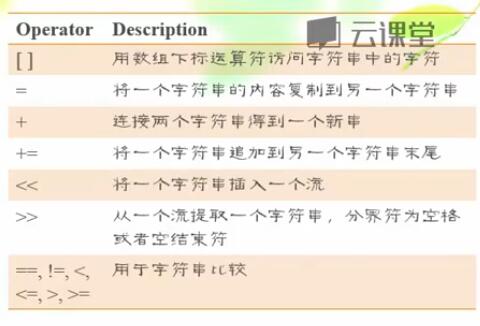 云课堂
Operator Description
[ ] 用数组下标运算符访问字符串中的字符
= 将一个字符串的内容复制到另一个字符串
+ 连接两个字符串得到一个新串
+= 将一个字符串追加到另一个字符串末尾
<< 将一个字符串插入一个流
>> 从一个流提取一个字符串，分界符为空格
或者空结束符
==, !=, <, 用于字符串比较
<=, >, >=